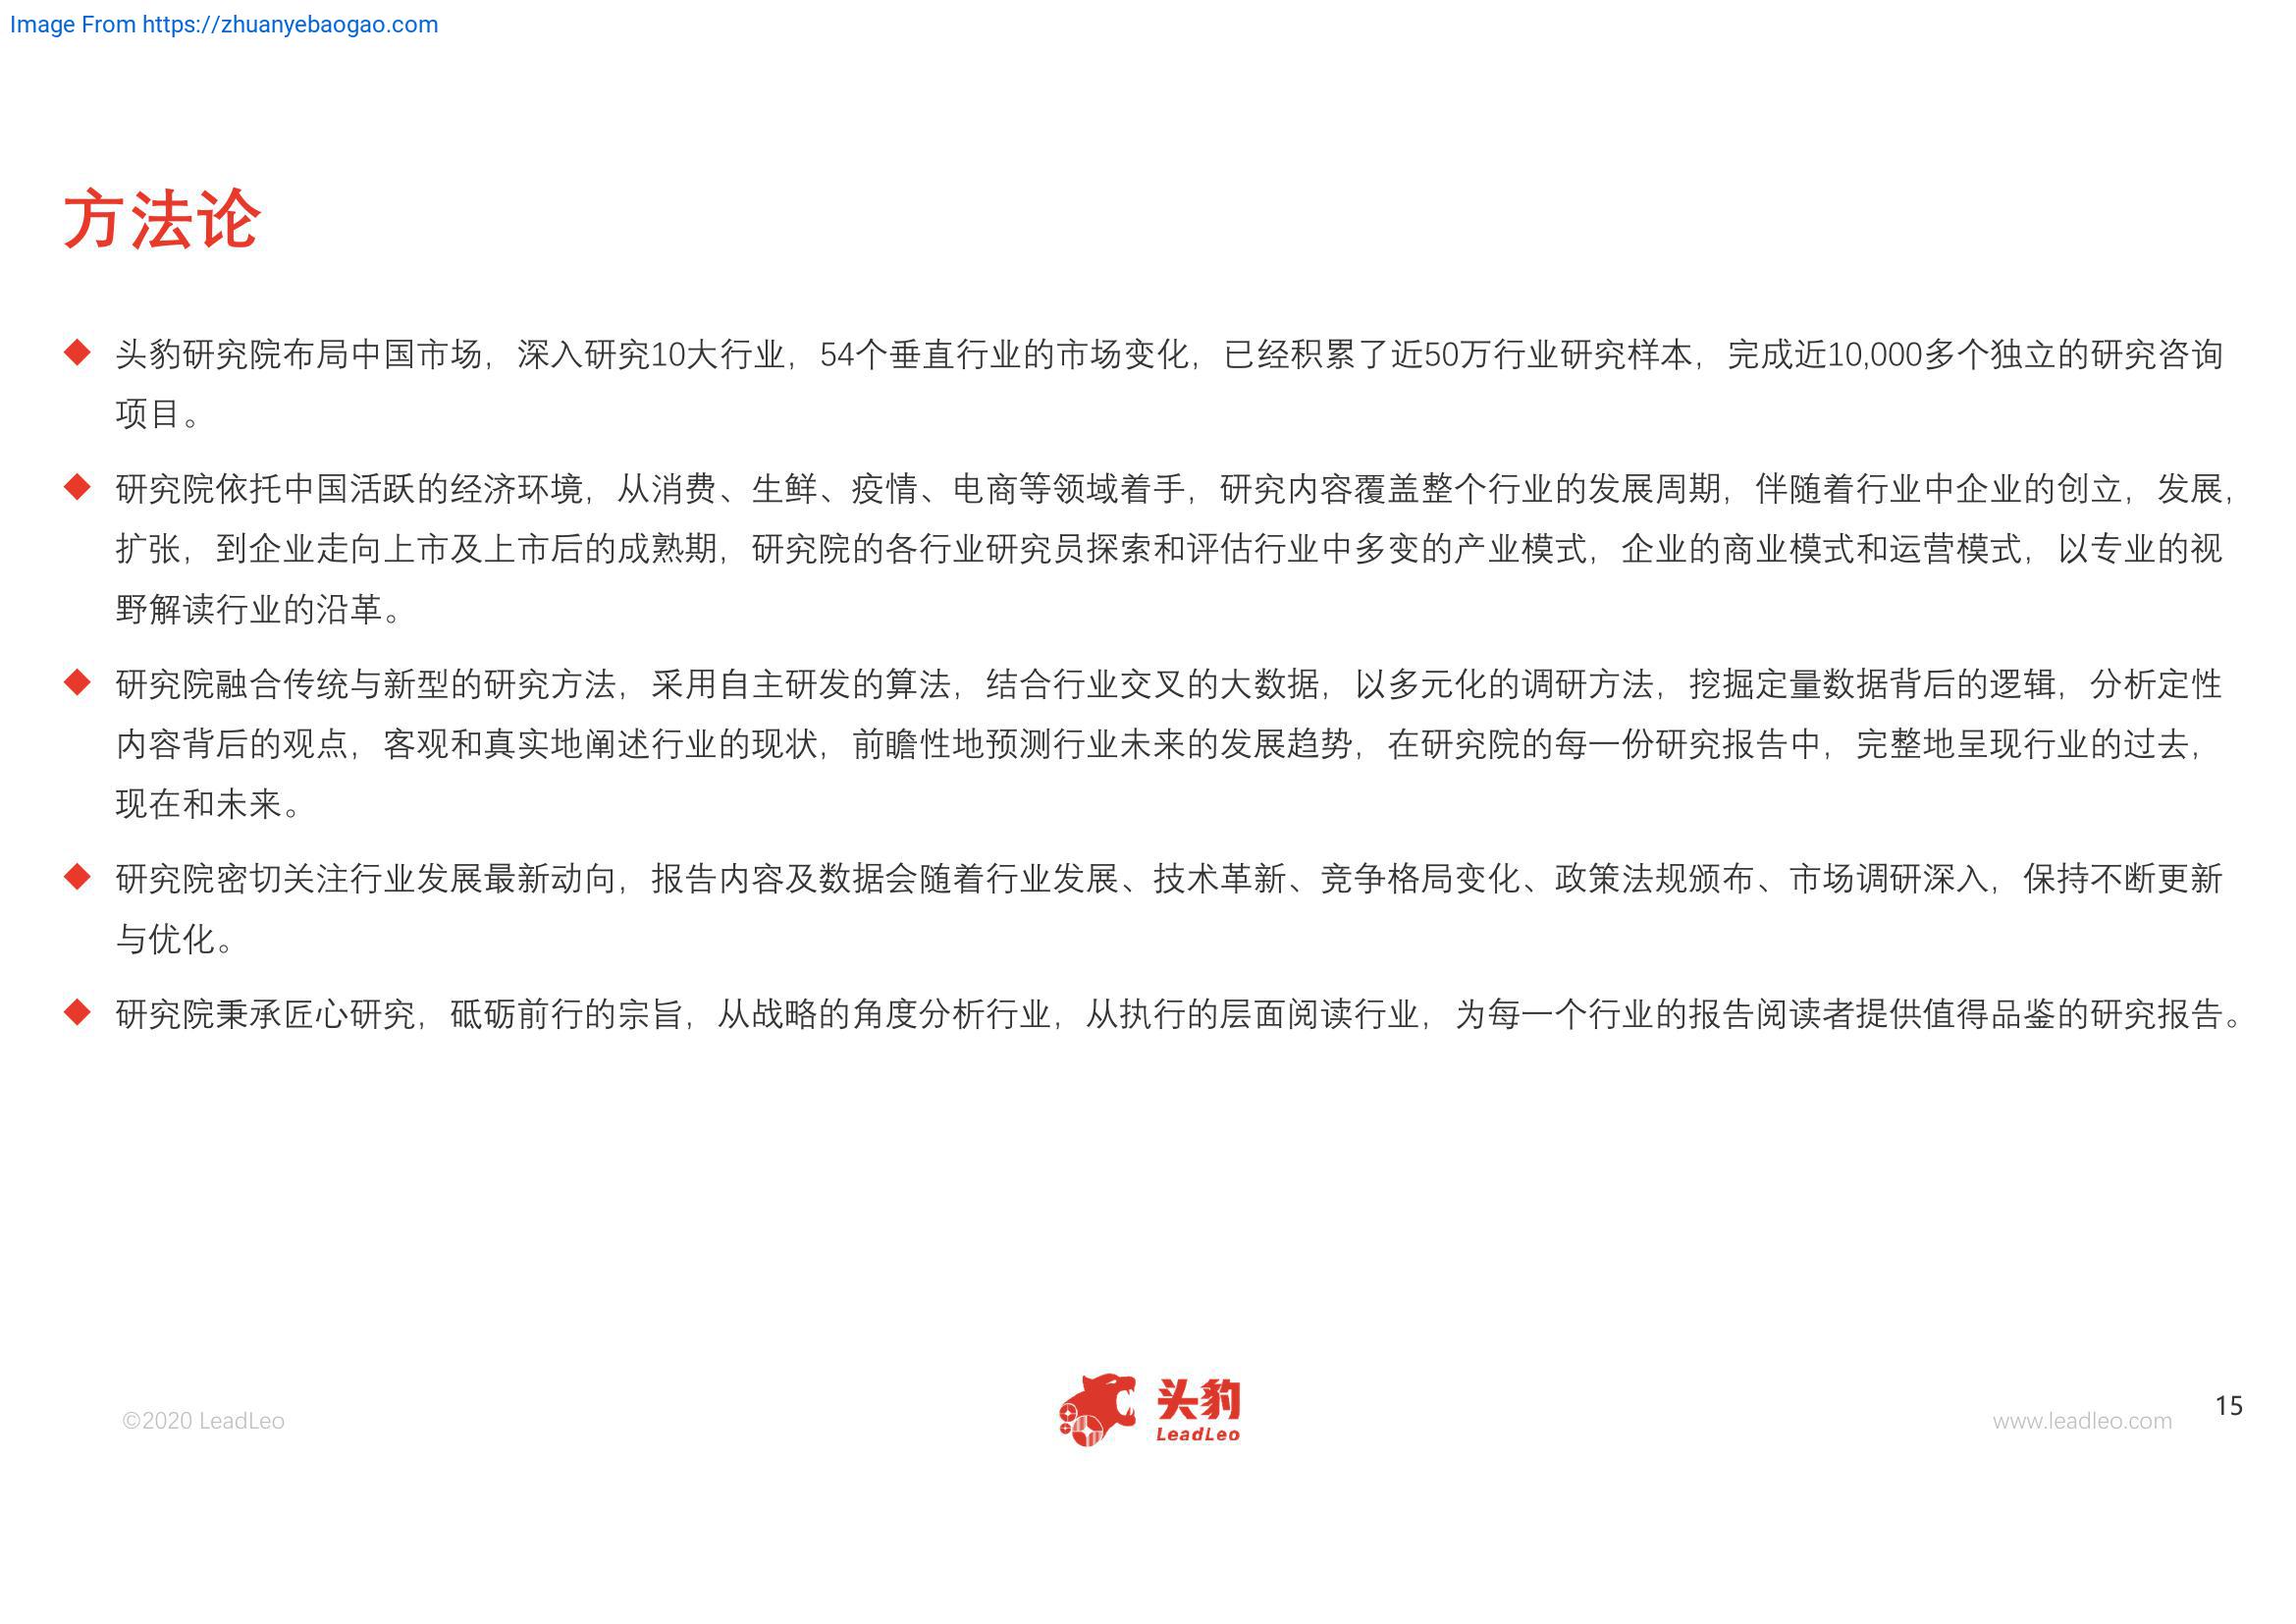 Image From https://zhuanyebaogao.com
方法论
◆ 头豹研究院布局中国市场，深入研究10大行业，54个垂直行业的市场变化，已经积累了近50万行业研究样本，完成近10,000多个独立的研究咨询
项目。
◆ 研究院依托中国活跃的经济环境，从消费、生鲜、疫情、电商等领域着手，研究内容覆盖整个行业的发展周期，伴随着行业中企业的创立，发展，
扩张，到企业走向上市及上市后的成熟期，研究院的各行业研究员探索和评估行业中多变的产业模式，企业的商业模式和运营模式，以专业的视
野解读行业的沿革。
◆ 研究院融合传统与新型的研究方法，采用自主研发的算法，结合行业交叉的大数据，以多元化的调研方法，挖掘定量数据背后的逻辑，分析定性
内容背后的观点，客观和真实地阐述行业的现状，前瞻性地预测行业未来的发展趋势，在研究院的每一份研究报告中，完整地呈现行业的过去，
现在和未来。
◆ 研究院密切关注行业发展最新动向，报告内容及数据会随着行业发展、技术革新、竞争格局变化、政策法规颁布、市场调研深入，保持不断更新
与优化。
◆ 研究院秉承匠心研究，砥砺前行的宗旨，从战略的角度分析行业，从执行的层面阅读行业，为每一个行业的报告阅读者提供值得品鉴的研究报告。
©2020 LeadLeo
头豹
LeadLeo
www.leadleo.com
15